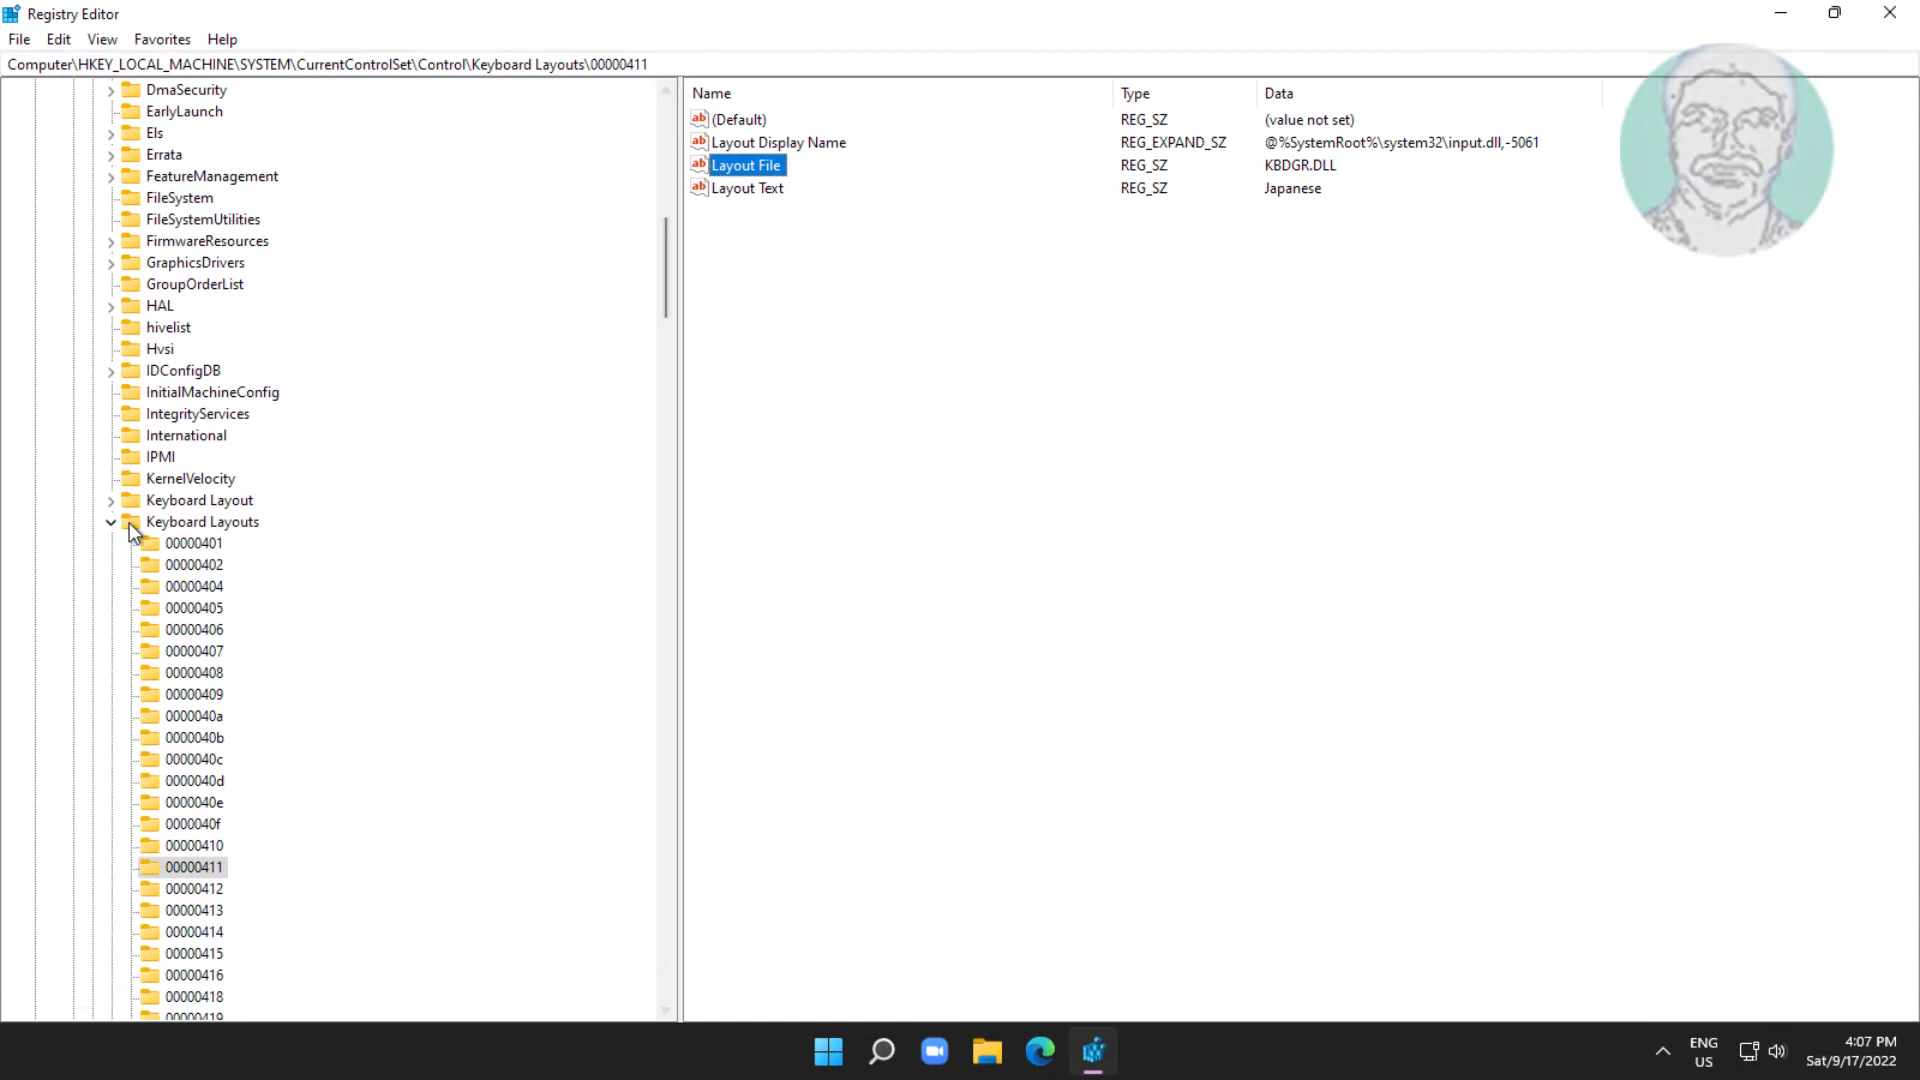 Registry Editor
File Edit View Favorites Help
Computer\HKEY_LOCAL_MACHINE\SYSTEM\CurrentControlSet\Control\Keyboard Layouts\00000411
DmaSecurity
EarlyLaunch
Els
Errata
FeatureManagement
FileSystem
FileSystemUtilities
FirmwareResources
GraphicsDrivers
GroupOrderList
HAL
hivelist
Hvsi
IDConfigDB
InitialMachineConfig
IntegrityServices
International
IPMI
KernelVelocity
Keyboard Layout
Keyboard Layouts
00000401
00000402
00000404
00000405
00000406
00000407
00000408
00000409
0000040a
0000040b
0000040c
0000040d
0000040e
0000040f
00000410
00000411
00000412
00000413
00000414
00000415
00000416
00000418
00000419
Name Type Data
(Default) REG_SZ (value not set)
Layout Display Name REG_EXPAND_SZ @%SystemRoot%\system32\input.dll,-5061
Layout File REG_SZ KBDGR.DLL
Layout Text REG_SZ Japanese
ENG
US
4:07 PM
Sat/9/17/2022